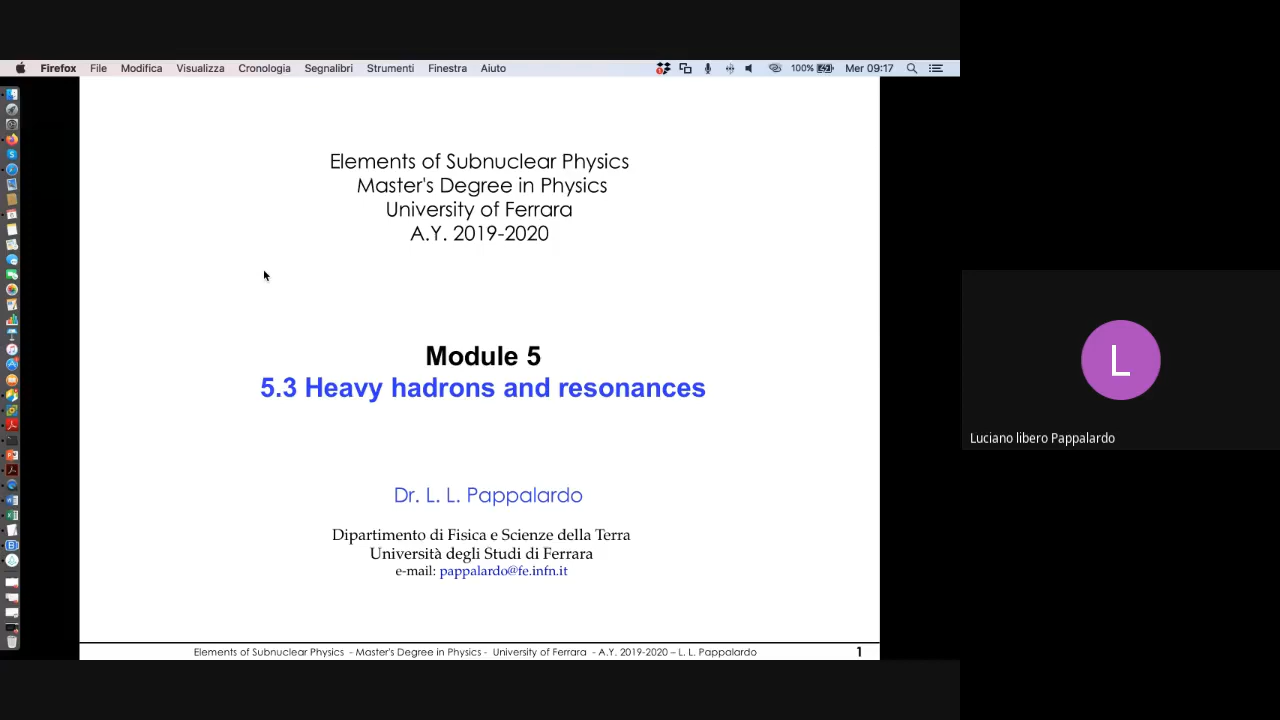 Firefox File Modifica Visualizza Cronologia Segnalibri Strumenti Finestra Aiuto 100% Mer 09:17
Elements of Subnuclear Physics
Master's Degree in Physics
University of Ferrara
A.Y. 2019-2020
Module 5
5.3 Heavy hadrons and resonances
Dr. L. L. Pappalardo
Dipartimento di Fisica e Scienze della Terra
Università degli Studi di Ferrara
e-mail: pappalardo@fe.infn.it
Elements of Subnuclear Physics - Master's Degree in Physics - University of Ferrara - A.Y. 2019-2020 – L. L. Pappalardo 1
L
Luciano libero Pappalardo